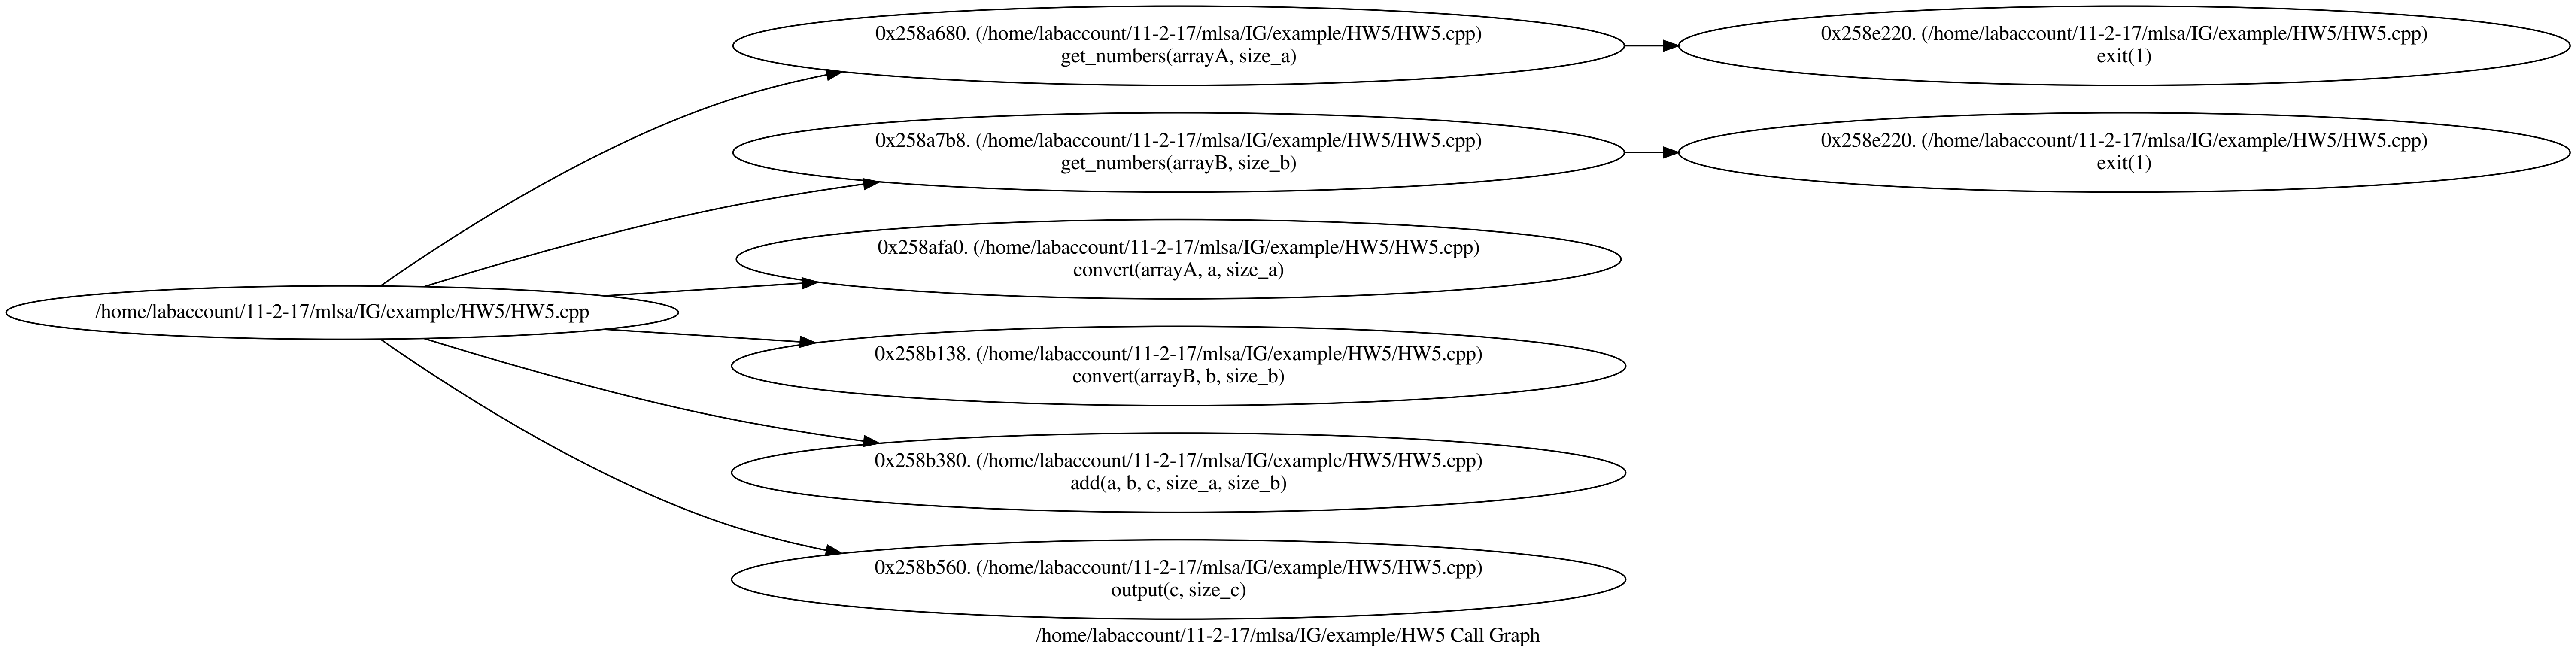 0x258a680. (/home/labaccount/11-2-17/mlsa/IG/example/HW5/HW5.cpp)
get_numbers(arrayA, size_a)
0x258e220. (/home/labaccount/11-2-17/mlsa/IG/example/HW5/HW5.cpp)
exit(1)
0x258a7b8. (/home/labaccount/11-2-17/mlsa/IG/example/HW5/HW5.cpp)
get_numbers(arrayB, size_b)
0x258e220. (/home/labaccount/11-2-17/mlsa/IG/example/HW5/HW5.cpp)
exit(1)
0x258afa0. (/home/labaccount/11-2-17/mlsa/IG/example/HW5/HW5.cpp)
convert(arrayA, a, size_a)
/home/labaccount/11-2-17/mlsa/IG/example/HW5/HW5.cpp
0x258b138. (/home/labaccount/11-2-17/mlsa/IG/example/HW5/HW5.cpp)
convert(arrayB, b, size_b)
0x258b380. (/home/labaccount/11-2-17/mlsa/IG/example/HW5/HW5.cpp)
add(a, b, c, size_a, size_b)
0x258b560. (/home/labaccount/11-2-17/mlsa/IG/example/HW5/HW5.cpp)
output(c, size_c)
/home/labaccount/11-2-17/mlsa/IG/example/HW5 Call Graph